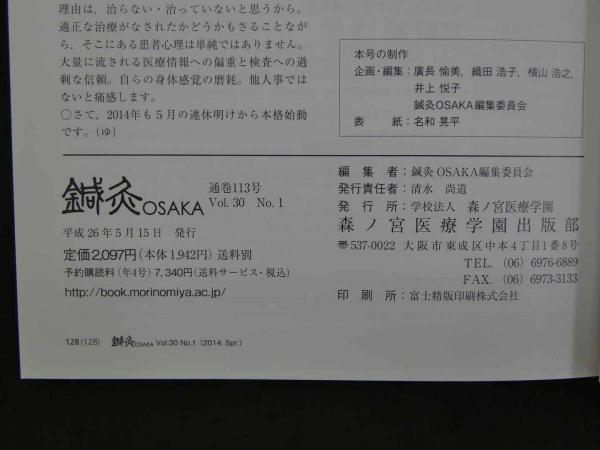 理由は、治らない・治っていないと思うから。
適正な治療がなされたかどうかもさることなが
ら、そこにある患者心理は単純ではありません。
大量に流される医療情報への偏重と検査への過
剰な信頼。自らの身体感覚の磨耗。他人事では
ないと痛感します。
○さて、2014年も5月の連休明けから本格始動
です。(ゆ)
本号の制作
企画・編集：廣長 愉美，織田 浩子，横山 浩之，
井上 悦子
鍼灸OSAKA編集委員会
表　　紙：名和 晃平
鍼灸OSAKA 通巻113号
Vol. 30 No. 1
平成26年5月15日 発行
定価2,097円(本体1,942円)送料別
予約購読料(年4号)7,340円(送料サービス・税込)
http://book.morinomiya.ac.jp/
編　集　者：鍼灸OSAKA編集委員会
発行責任者：清水 尚道
発　行　所：学校法人 森ノ宮医療学園
森ノ宮医療学園出版部
〠537-0022 大阪市東成区中本4丁目1番8号
TEL. (06) 6976-6889
FAX. (06) 6973-3133
印　刷　所：富士精版印刷株式会社
128(128) 鍼灸OSAKA Vol.30 No.1 (2014. Spr.)